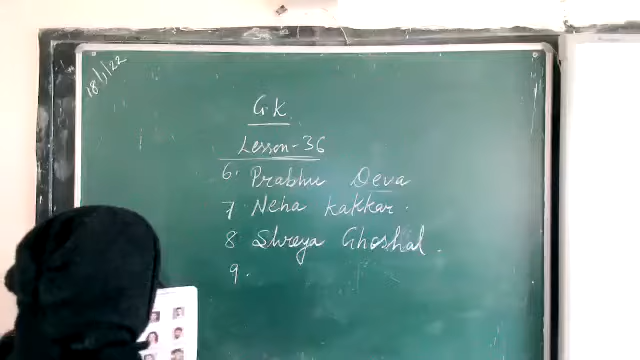 18/1/22
G.K
Lesson-36
6. Prabhu Deva
7. Neha Kakkar.
8 Shreya Ghoshal.
9.